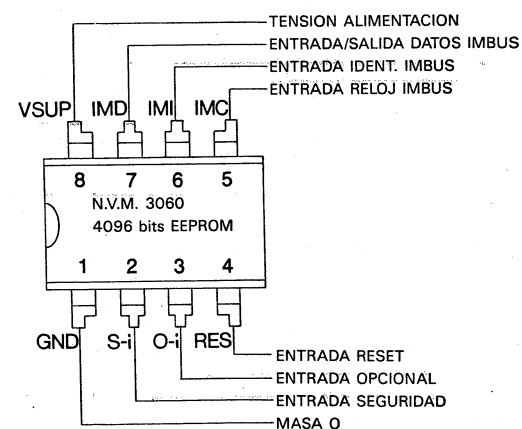 TENSION ALIMENTACION
ENTRADA/SALIDA DATOS IMBUS
ENTRADA IDENT. IMBUS
ENTRADA RELOJ IMBUS
VSUP IMD IMI IMC
8 7 6 5
N.V.M. 3060
4096 bits EEPROM
1 2 3 4
GND S-i O-i RES
ENTRADA RESET
ENTRADA OPCIONAL
ENTRADA SEGURIDAD
MASA O